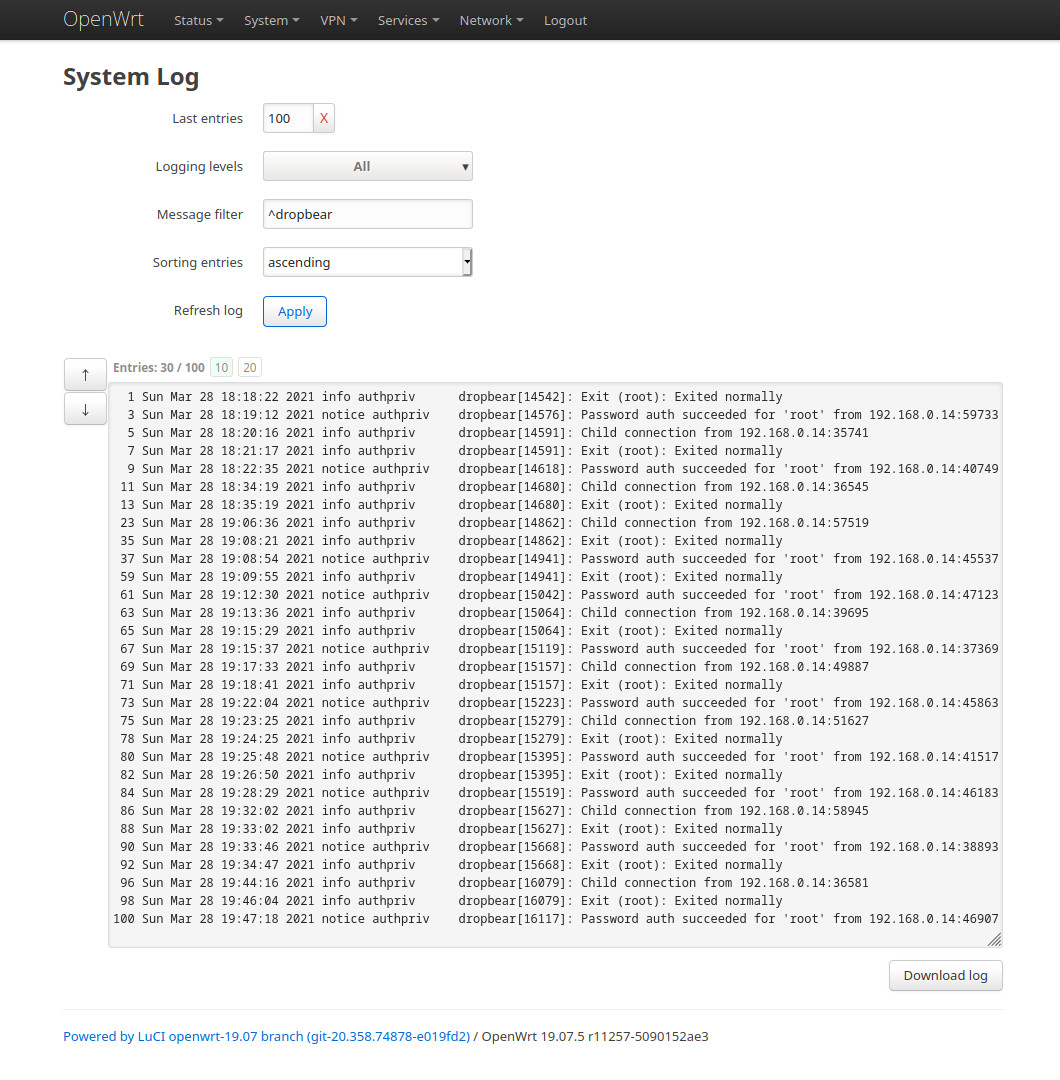 OpenWrt Status System VPN Services Network Logout
System Log
Last entries 100 X
Logging levels All
Message filter ^dropbear
Sorting entries ascending
Refresh log Apply
↑ Entries: 30 / 100 10 20
↓
1 Sun Mar 28 18:18:22 2021 info authpriv dropbear[14542]: Exit (root): Exited normally
3 Sun Mar 28 18:19:12 2021 notice authpriv dropbear[14576]: Password auth succeeded for 'root' from 192.168.0.14:59733
5 Sun Mar 28 18:20:16 2021 info authpriv dropbear[14591]: Child connection from 192.168.0.14:35741
7 Sun Mar 28 18:21:17 2021 info authpriv dropbear[14591]: Exit (root): Exited normally
9 Sun Mar 28 18:22:35 2021 notice authpriv dropbear[14618]: Password auth succeeded for 'root' from 192.168.0.14:40749
11 Sun Mar 28 18:34:19 2021 info authpriv dropbear[14680]: Child connection from 192.168.0.14:36545
13 Sun Mar 28 18:35:19 2021 info authpriv dropbear[14680]: Exit (root): Exited normally
23 Sun Mar 28 19:06:36 2021 info authpriv dropbear[14862]: Child connection from 192.168.0.14:57519
35 Sun Mar 28 19:08:21 2021 info authpriv dropbear[14862]: Exit (root): Exited normally
37 Sun Mar 28 19:08:54 2021 notice authpriv dropbear[14941]: Password auth succeeded for 'root' from 192.168.0.14:45537
59 Sun Mar 28 19:09:55 2021 info authpriv dropbear[14941]: Exit (root): Exited normally
61 Sun Mar 28 19:12:30 2021 notice authpriv dropbear[15042]: Password auth succeeded for 'root' from 192.168.0.14:47123
63 Sun Mar 28 19:13:36 2021 info authpriv dropbear[15064]: Child connection from 192.168.0.14:39695
65 Sun Mar 28 19:15:29 2021 info authpriv dropbear[15064]: Exit (root): Exited normally
67 Sun Mar 28 19:15:37 2021 notice authpriv dropbear[15119]: Password auth succeeded for 'root' from 192.168.0.14:37369
69 Sun Mar 28 19:17:33 2021 info authpriv dropbear[15157]: Child connection from 192.168.0.14:49887
71 Sun Mar 28 19:18:41 2021 info authpriv dropbear[15157]: Exit (root): Exited normally
73 Sun Mar 28 19:22:04 2021 notice authpriv dropbear[15223]: Password auth succeeded for 'root' from 192.168.0.14:45863
75 Sun Mar 28 19:23:25 2021 info authpriv dropbear[15279]: Child connection from 192.168.0.14:51627
78 Sun Mar 28 19:24:25 2021 info authpriv dropbear[15279]: Exit (root): Exited normally
80 Sun Mar 28 19:25:48 2021 notice authpriv dropbear[15395]: Password auth succeeded for 'root' from 192.168.0.14:41517
82 Sun Mar 28 19:26:50 2021 info authpriv dropbear[15395]: Exit (root): Exited normally
84 Sun Mar 28 19:28:29 2021 notice authpriv dropbear[15519]: Password auth succeeded for 'root' from 192.168.0.14:46183
86 Sun Mar 28 19:32:02 2021 info authpriv dropbear[15627]: Child connection from 192.168.0.14:58945
88 Sun Mar 28 19:33:02 2021 info authpriv dropbear[15627]: Exit (root): Exited normally
90 Sun Mar 28 19:33:46 2021 notice authpriv dropbear[15668]: Password auth succeeded for 'root' from 192.168.0.14:38893
92 Sun Mar 28 19:34:47 2021 info authpriv dropbear[15668]: Exit (root): Exited normally
96 Sun Mar 28 19:44:16 2021 info authpriv dropbear[16079]: Child connection from 192.168.0.14:36581
98 Sun Mar 28 19:46:04 2021 info authpriv dropbear[16079]: Exit (root): Exited normally
100 Sun Mar 28 19:47:18 2021 notice authpriv dropbear[16117]: Password auth succeeded for 'root' from 192.168.0.14:46907
Download log
Powered by LuCI openwrt-19.07 branch (git-20.358.74878-e019fd2) / OpenWrt 19.07.5 r11257-5090152ae3